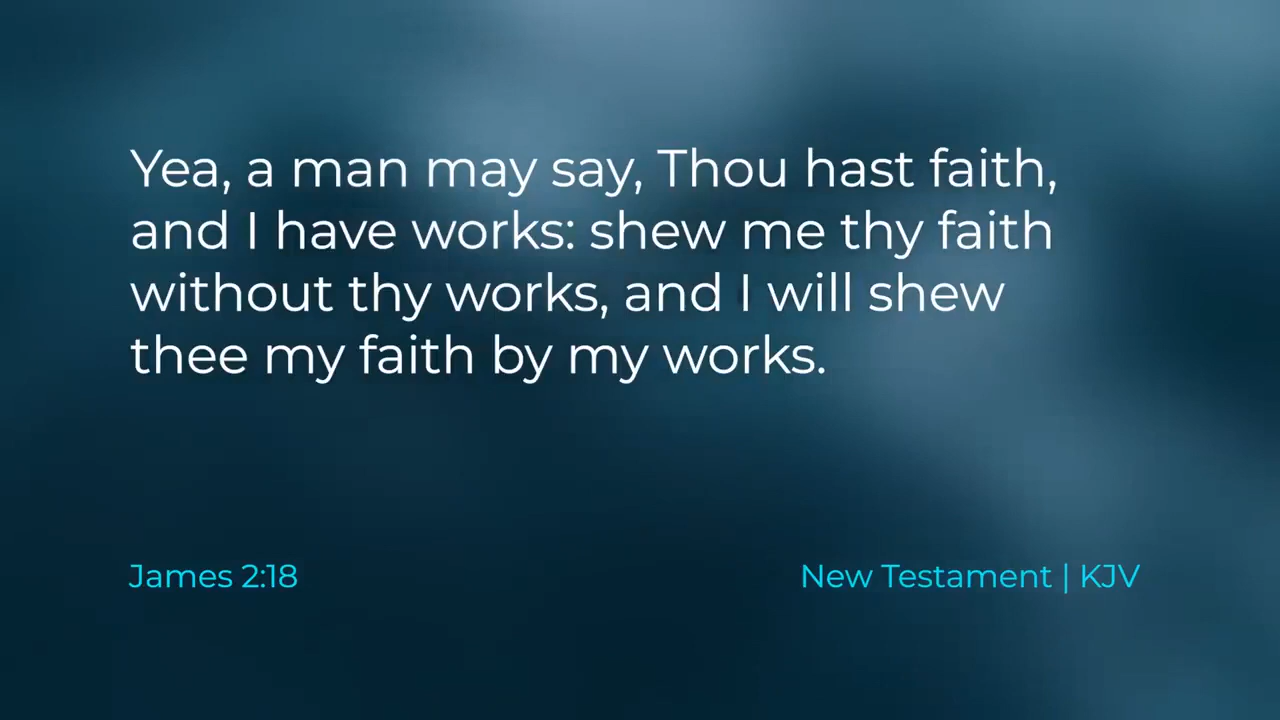 Yea, a man may say, Thou hast faith,
and I have works: shew me thy faith
without thy works, and I will shew
thee my faith by my works.
James 2:18
New Testament | KJV